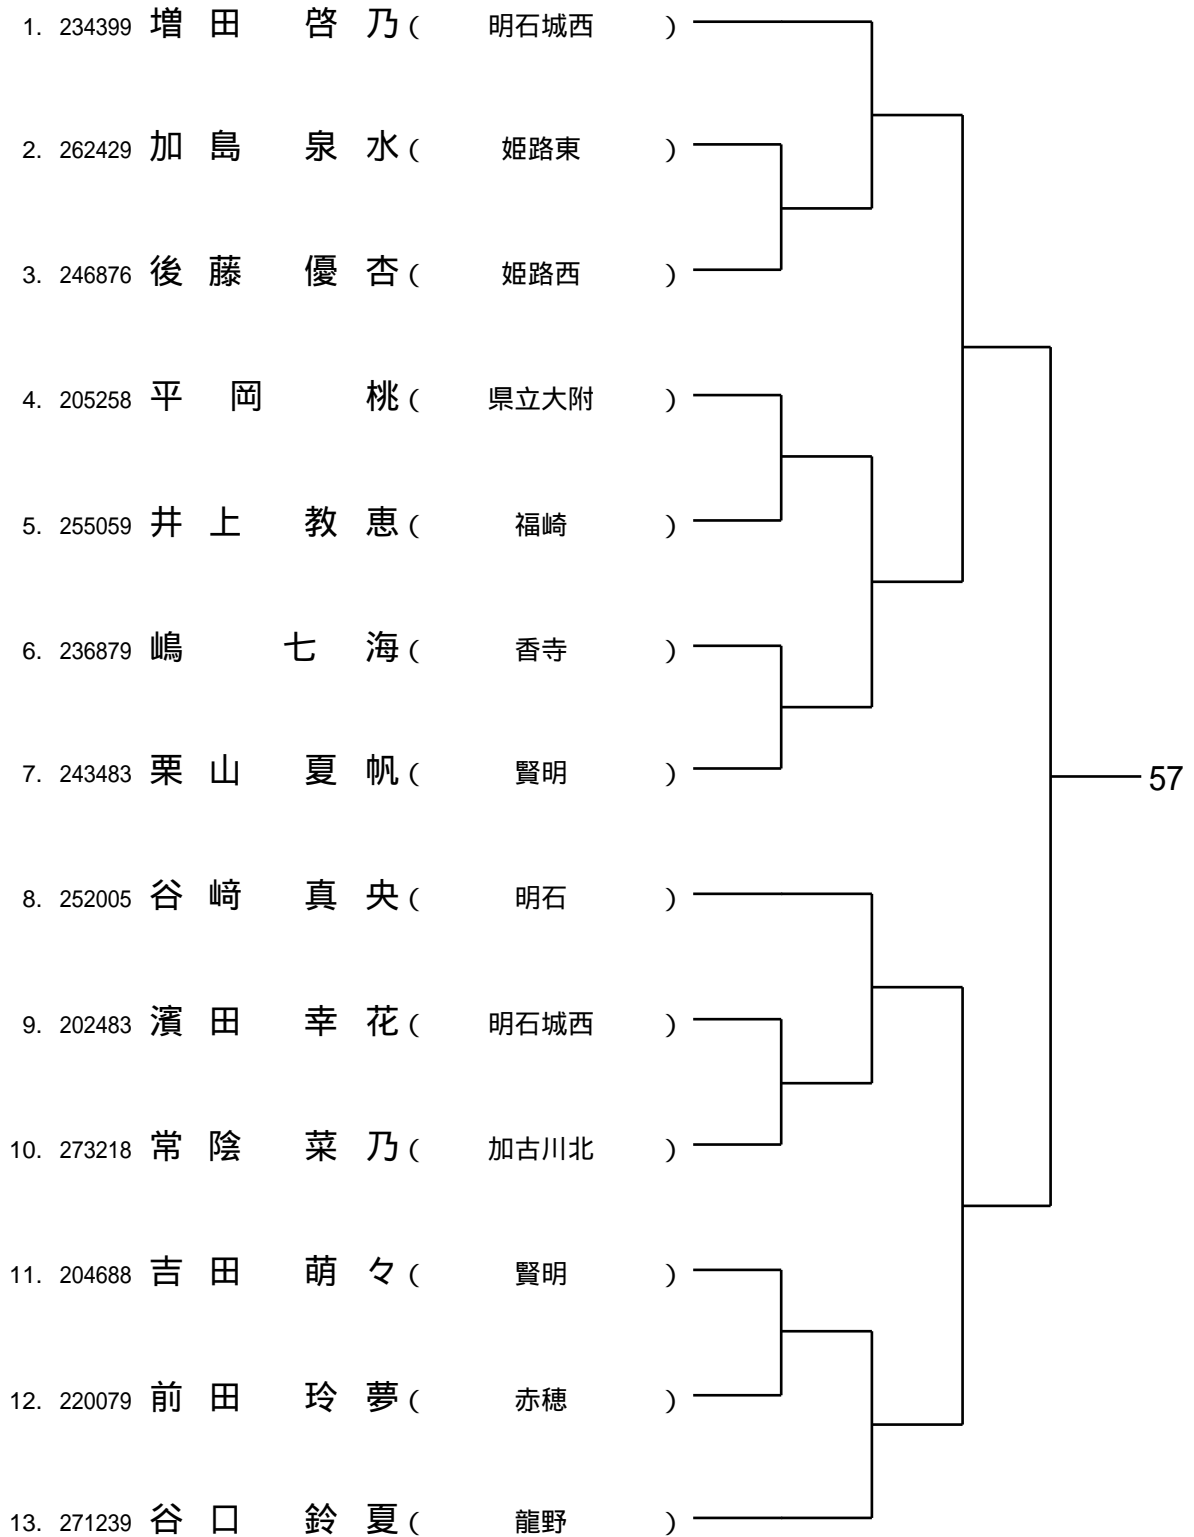 1. 234399 増田 啓乃 ( 明石城西 )
2. 262429 加島 泉水 ( 姫路東 )
3. 246876 後藤 優杏 ( 姫路西 )
4. 205258 平岡 桃 ( 県立大附 )
5. 255059 井上 教恵 ( 福崎 )
6. 236879 嶋 七海 ( 香寺 )
7. 243483 栗山 夏帆 ( 賢明 )
57
8. 252005 谷﨑 真央 ( 明石 )
9. 202483 濱田 幸花 ( 明石城西 )
10. 273218 常陰 菜乃 ( 加古川北 )
11. 204688 吉田 萌々 ( 賢明 )
12. 220079 前田 玲夢 ( 赤穂 )
13. 271239 谷口 鈴夏 ( 龍野 )